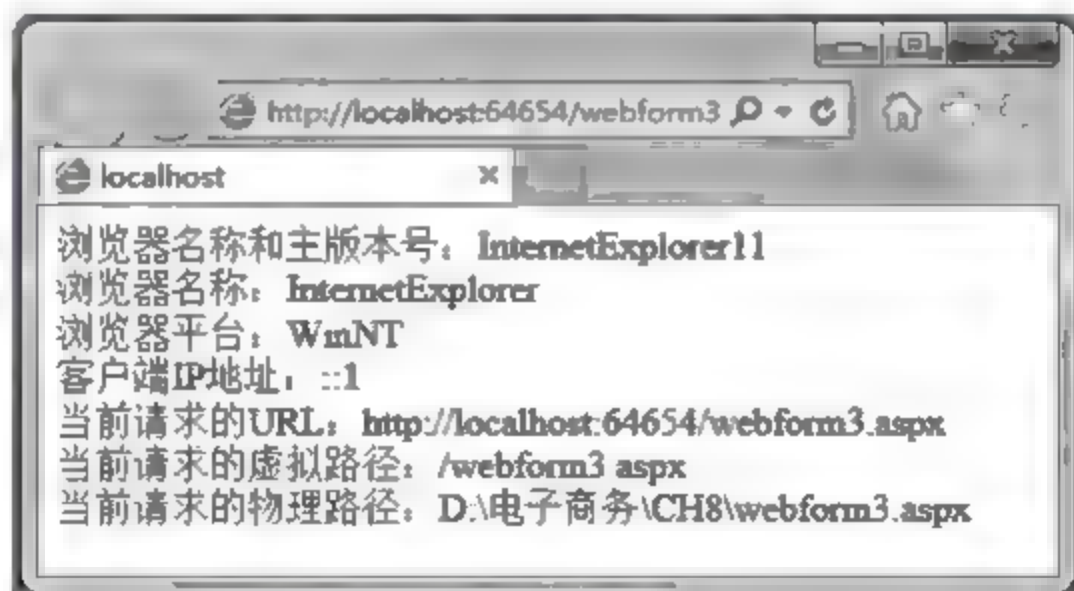 http://localhost:64654/webform3
localhost
浏览器名称和主版本号：InternetExplorer11
浏览器名称：InternetExplorer
浏览器平台：WinNT
客户端IP地址：::1
当前请求的URL：http://localhost:64654/webform3.aspx
当前请求的虚拟路径：/webform3.aspx
当前请求的物理路径：D:\电子商务\CH8\webform3.aspx